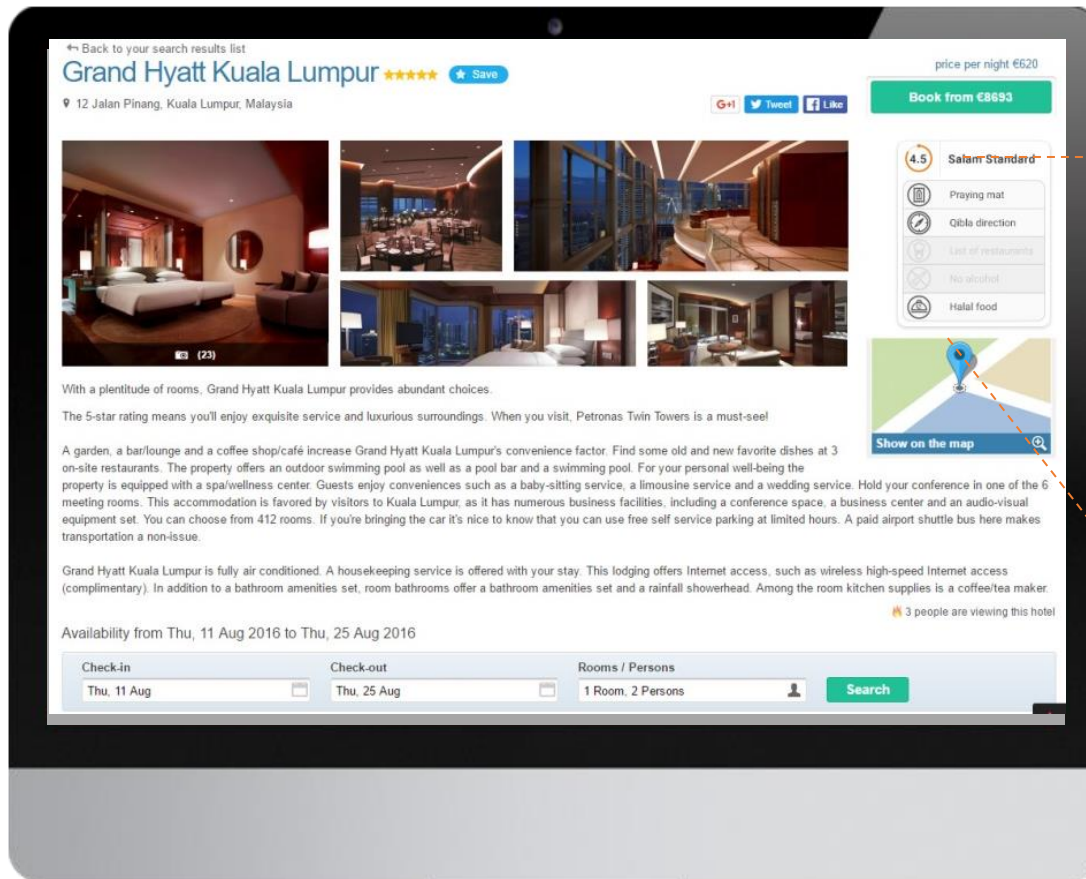 Back to your search results list
Grand Hyatt Kuala Lumpur
Save
12 Jalan Pinang, Kuala Lumpur, Malaysia
G+1 Tweet Like
price per night €620
Book from €8693
4.5 Salam Standard
Praying mat
Qibla direction
List of restaurants
No alcohol
Halal food
(23)
Show on the map
With a plentitude of rooms, Grand Hyatt Kuala Lumpur provides abundant choices.
The 5-star rating means you'll enjoy exquisite service and luxurious surroundings. When you visit, Petronas Twin Towers is a must-see!
A garden, a bar/lounge and a coffee shop/café increase Grand Hyatt Kuala Lumpur's convenience factor. Find some old and new favorite dishes at 3
on-site restaurants. The property offers an outdoor swimming pool as well as a pool bar and a swimming pool. For your personal well-being the
property is equipped with a spa/wellness center. Guests enjoy conveniences such as a baby-sitting service, a limousine service and a wedding service. Hold your conference in one of the 6
meeting rooms. This accommodation is favored by visitors to Kuala Lumpur, as it has numerous business facilities, including a conference space, a business center and an audio-visual
equipment set. You can choose from 412 rooms. If you're bringing the car it's nice to know that you can use free self service parking at limited hours. A paid airport shuttle bus here makes
transportation a non-issue.
Grand Hyatt Kuala Lumpur is fully air conditioned. A housekeeping service is offered with your stay. This lodging offers Internet access, such as wireless high-speed Internet access
(complimentary). In addition to a bathroom amenities set, room bathrooms offer a bathroom amenities set and a rainfall showerhead. Among the room kitchen supplies is a coffee/tea maker.
3 people are viewing this hotel
Availability from Thu, 11 Aug 2016 to Thu, 25 Aug 2016
Check-in
Check-out
Rooms / Persons
Thu, 11 Aug
Thu, 25 Aug
1 Room, 2 Persons
Search